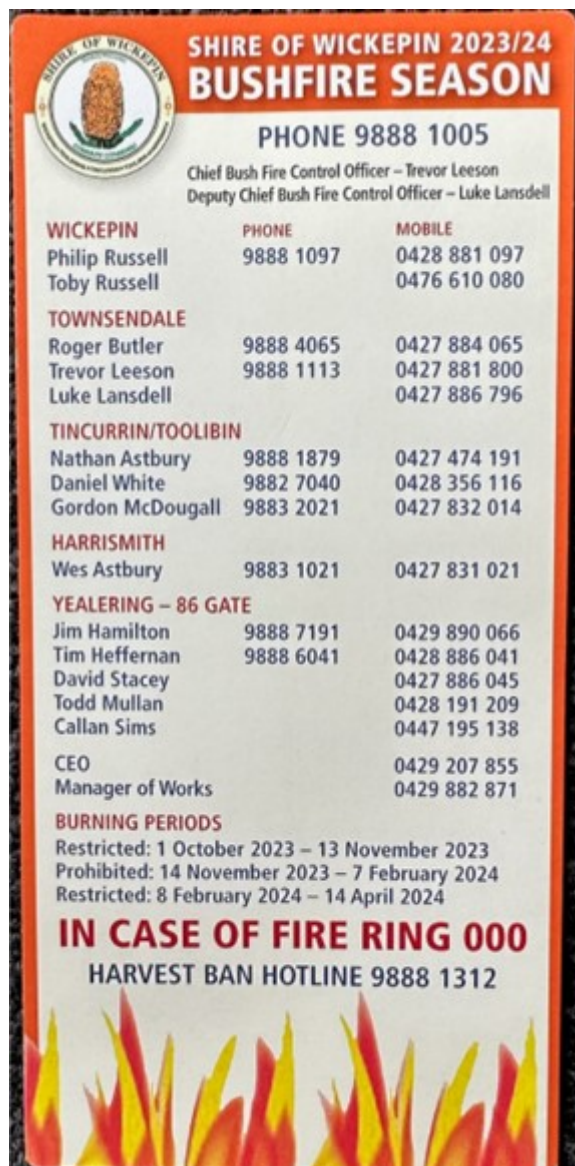 SHIRE OF WICKEPIN
SHIRE OF WICKEPIN 2023/24
BUSHFIRE SEASON
PHONE 9888 1005
Chief Bush Fire Control Officer – Trevor Leeson
Deputy Chief Bush Fire Control Officer – Luke Lansdell
WICKEPIN PHONE MOBILE
Philip Russell 9888 1097 0428 881 097
Toby Russell 0476 610 080
TOWNSENDALE
Roger Butler 9888 4065 0427 884 065
Trevor Leeson 9888 1113 0427 881 800
Luke Lansdell 0427 886 796
TINCURRIN/TOOLIBIN
Nathan Astbury 9888 1879 0427 474 191
Daniel White 9882 7040 0428 356 116
Gordon McDougall 9883 2021 0427 832 014
HARRISMITH
Wes Astbury 9883 1021 0427 831 021
YEALERING – 86 GATE
Jim Hamilton 9888 7191 0429 890 066
Tim Heffernan 9888 6041 0428 886 041
David Stacey 0427 886 045
Todd Mullan 0428 191 209
Callan Sims 0447 195 138
CEO 0429 207 855
Manager of Works 0429 882 871
BURNING PERIODS
Restricted: 1 October 2023 – 13 November 2023
Prohibited: 14 November 2023 – 7 February 2024
Restricted: 8 February 2024 – 14 April 2024
IN CASE OF FIRE RING 000
HARVEST BAN HOTLINE 9888 1312